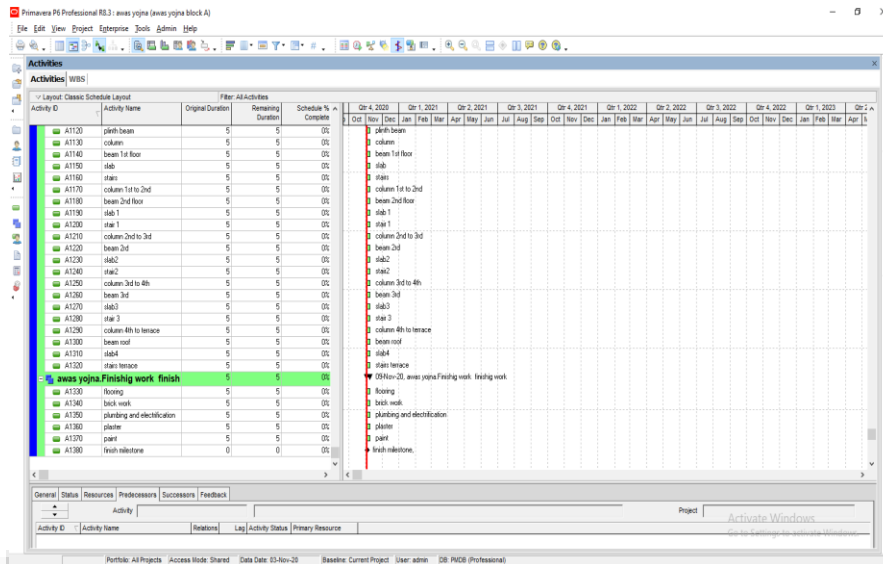 Primavera P6 Professional R8.3 : awas yojna (awas yojna block A)
File Edit View Project Enterprise Tools Admin Help
Activities
Activities WBS
Layout: Classic Schedule Layout Filter: All Activities
Activity ID Activity Name Original Duration Remaining Duration Schedule % Complete
Qtr 4, 2020 Qtr 1, 2021 Qtr 2, 2021 Qtr 3, 2021 Qtr 4, 2021 Qtr 1, 2022 Qtr 2, 2022 Qtr 3, 2022 Qtr 4, 2022 Qtr 1, 2023 Qtr 2
Oct Nov Dec Jan Feb Mar Apr May Jun Jul Aug Sep Oct Nov Dec Jan Feb Mar Apr May Jun Jul Aug Sep Oct Nov Dec Jan Feb Mar Apr
A1120 plinth beam 5 5 0% plinth beam
A1130 column 5 5 0% column
A1140 beam 1st floor 5 5 0% beam 1st floor
A1150 slab 5 5 0% slab
A1160 stairs 5 5 0% stairs
A1170 column 1st to 2nd 5 5 0% column 1st to 2nd
A1180 beam 2nd floor 5 5 0% beam 2nd floor
A1190 slab 1 5 5 0% slab 1
A1200 stair 1 5 5 0% stair 1
A1210 column 2nd to 3rd 5 5 0% column 2nd to 3rd
A1220 beam 2rd 5 5 0% beam 2rd
A1230 slab2 5 5 0% slab2
A1240 stair2 5 5 0% stair2
A1250 column 3rd to 4th 5 5 0% column 3rd to 4th
A1260 beam 3rd 5 5 0% beam 3rd
A1270 slab3 5 5 0% slab3
A1280 stair 3 5 5 0% stair 3
A1290 column 4th to terrace 5 5 0% column 4th to terrace
A1300 beam roof 5 5 0% beam roof
A1310 slab4 5 5 0% slab4
A1320 stairs terrace 5 5 0% stairs terrace
awas yojna.Finishig work finish 5 5 0% 09-Nov-20, awas yojna.Finishig work finishig work
A1330 flooring 5 5 0% flooring
A1340 brick work 5 5 0% brick work
A1350 plumbing and electrification 5 5 0% plumbing and electrification
A1360 plaster 5 5 0% plaster
A1370 paint 5 5 0% paint
A1380 finish milestone 0 0 0% finish milestone,
General Status Resources Predecessors Successors Feedback
Activity Project
Activity ID Activity Name Relations Lag Activity Status Primary Resource
Activate Windows
Go to Settings to activate Windows.
Portfolio: All Projects Access Mode: Shared Data Date: 03-Nov-20 Baseline: Current Project User: admin DB: PMDB (Professional)